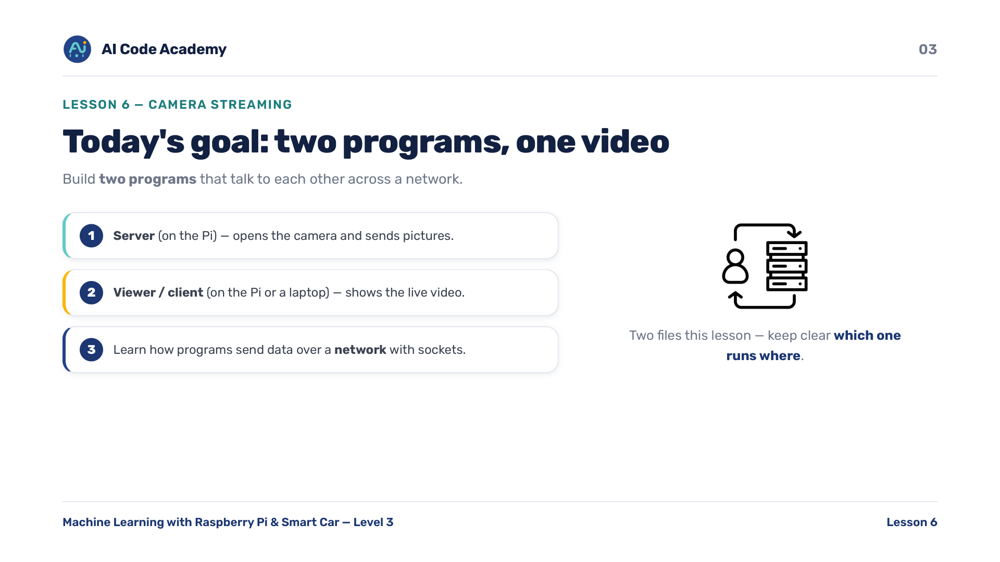 AI Code Academy
03
LESSON 6 — CAMERA STREAMING
Today's goal: two programs, one video
Build two programs that talk to each other across a network.
1 Server (on the Pi) — opens the camera and sends pictures.
2 Viewer / client (on the Pi or a laptop) — shows the live video.
3 Learn how programs send data over a network with sockets.
Two files this lesson — keep clear which one
runs where.
Machine Learning with Raspberry Pi & Smart Car — Level 3
Lesson 6